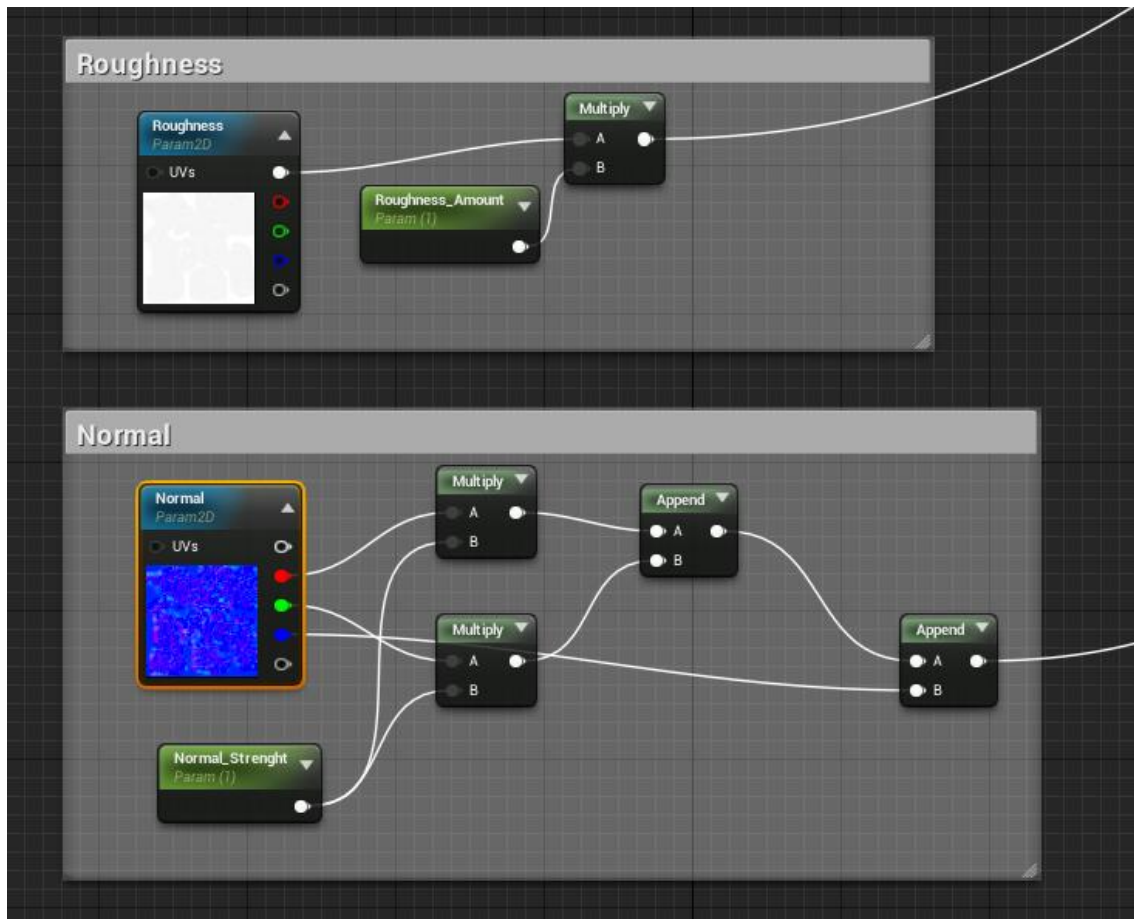 Roughness
Roughness
Param2D
UVs
Multiply
A
B
Roughness_Amount
Param (1)
Normal
Normal
Param2D
UVs
Multiply
A
B
Append
A
B
Multiply
A
B
Append
A
B
Normal_Strenght
Param (1)